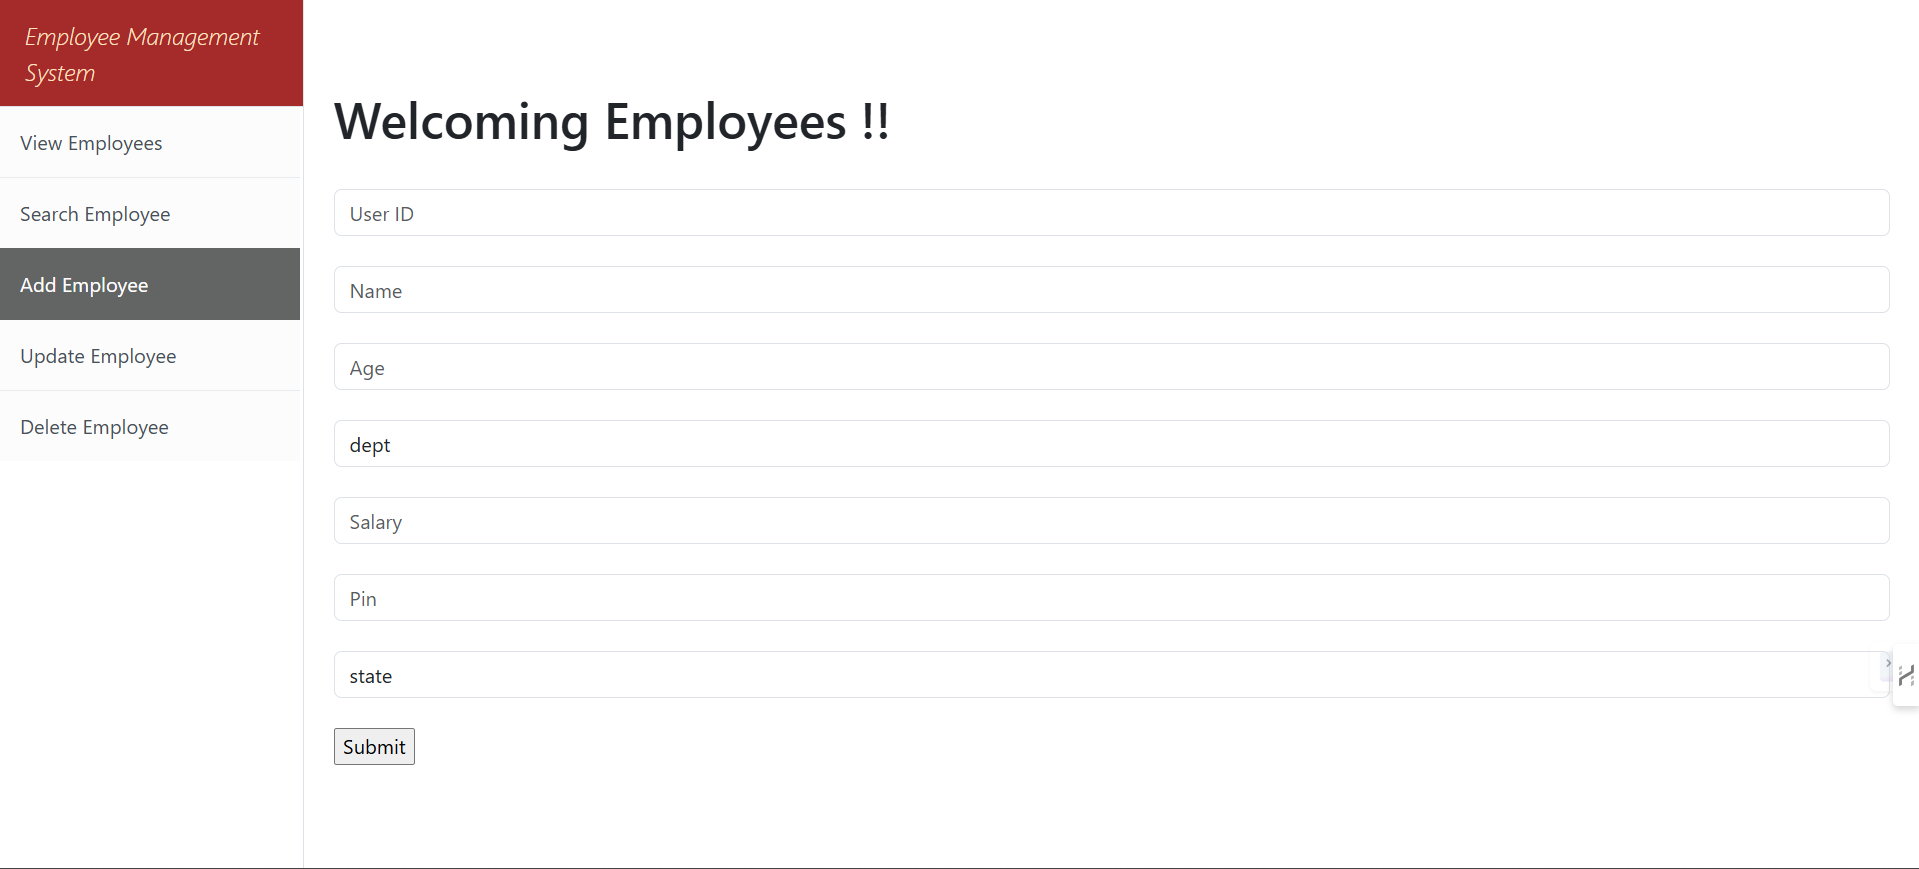 Employee Management
System
View Employees
Search Employee
Add Employee
Update Employee
Delete Employee
Welcoming Employees !!
User ID
Name
Age
dept
Salary
Pin
state
Submit